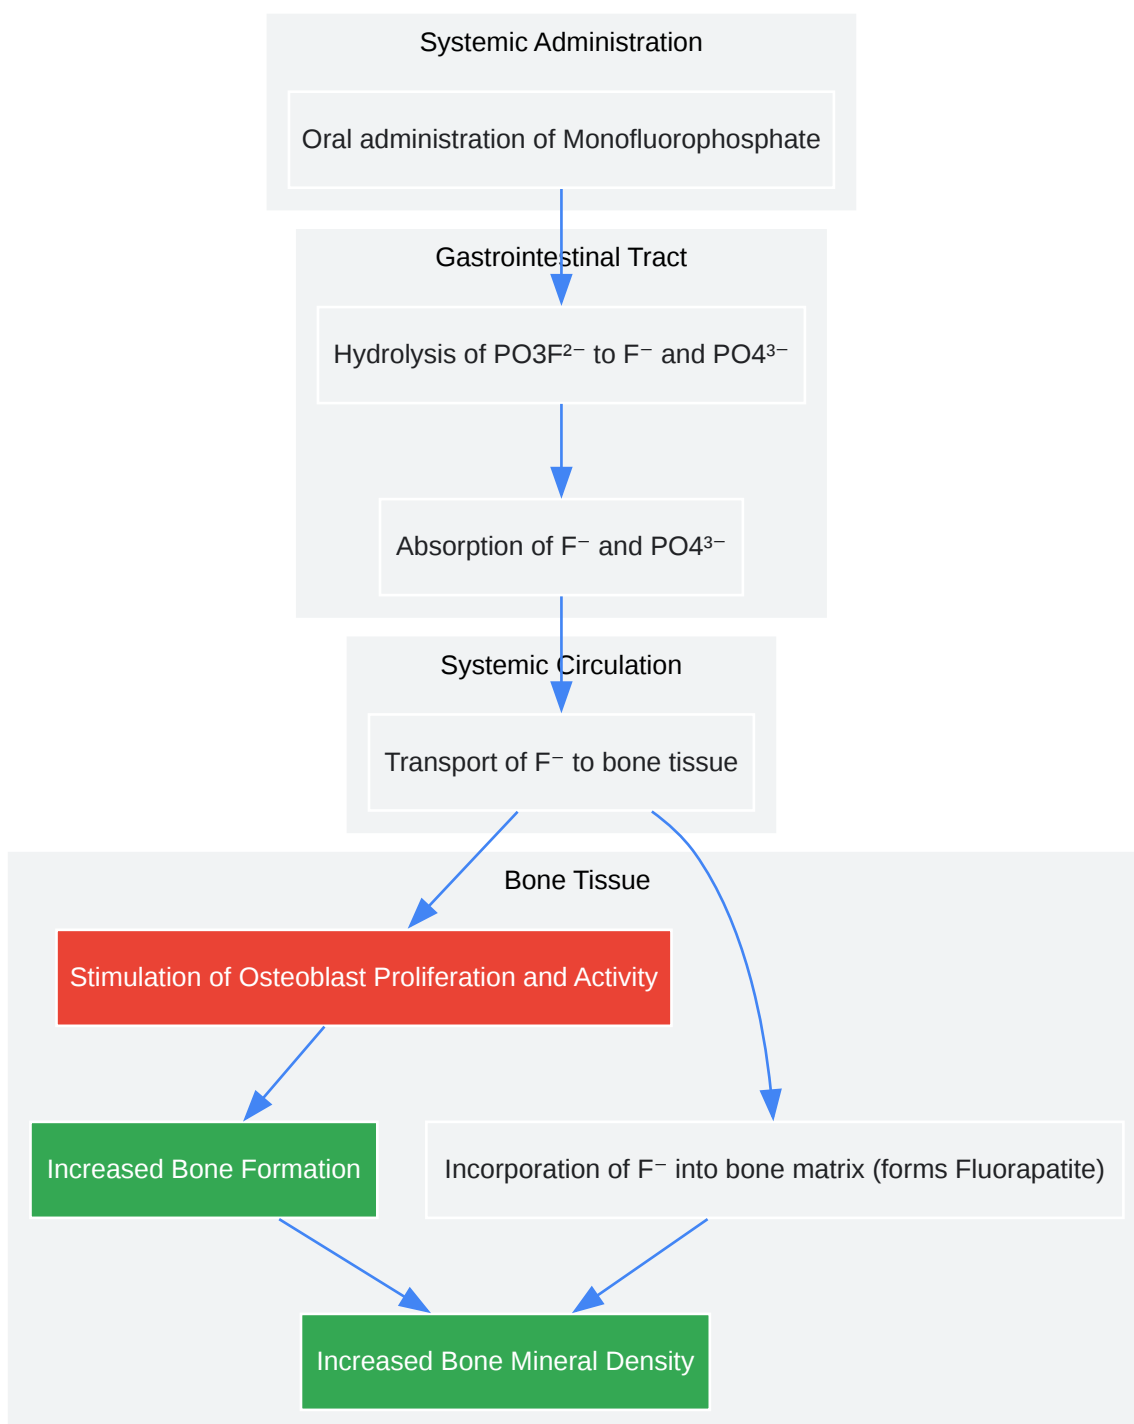 Systemic Administration
Oral administration of Monofluorophosphate
Gastrointestinal Tract
Hydrolysis of PO3F²⁻ to F⁻ and PO4³⁻
Absorption of F⁻ and PO4³⁻
Systemic Circulation
Transport of F⁻ to bone tissue
Bone Tissue
Stimulation of Osteoblast Proliferation and Activity
Increased Bone Formation
Incorporation of F⁻ into bone matrix (forms Fluorapatite)
Increased Bone Mineral Density